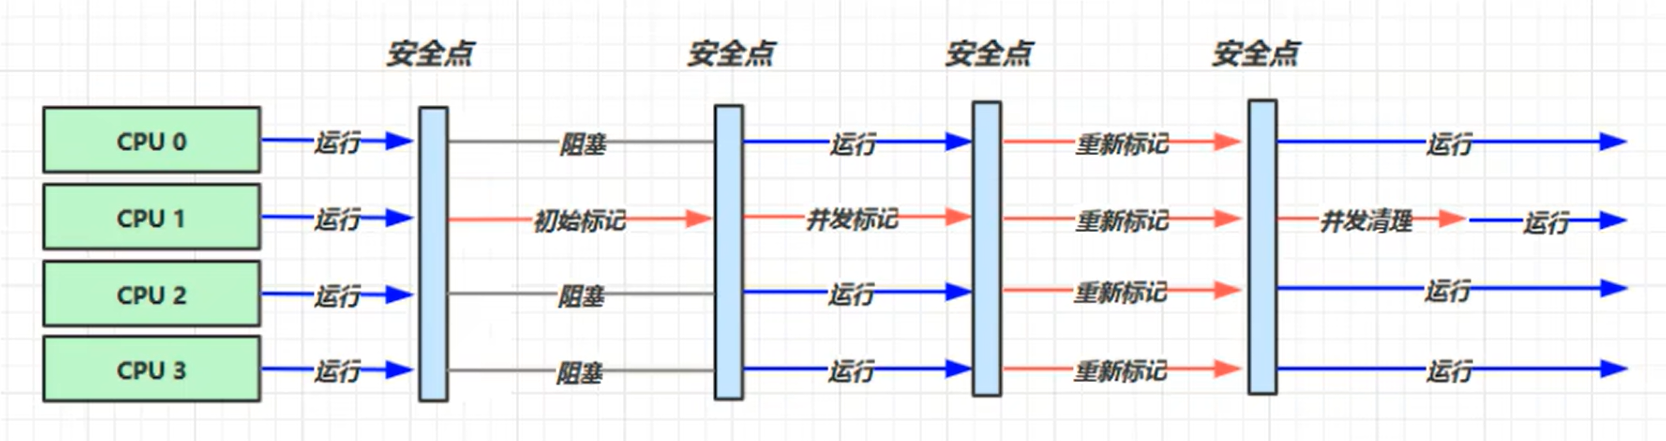 安全点 安全点 安全点 安全点
CPU 0 运行 阻塞 运行 重新标记 运行
CPU 1 运行 初始标记 并发标记 重新标记 并发清理 运行
CPU 2 运行 阻塞 运行 重新标记 运行
CPU 3 运行 阻塞 运行 重新标记 运行